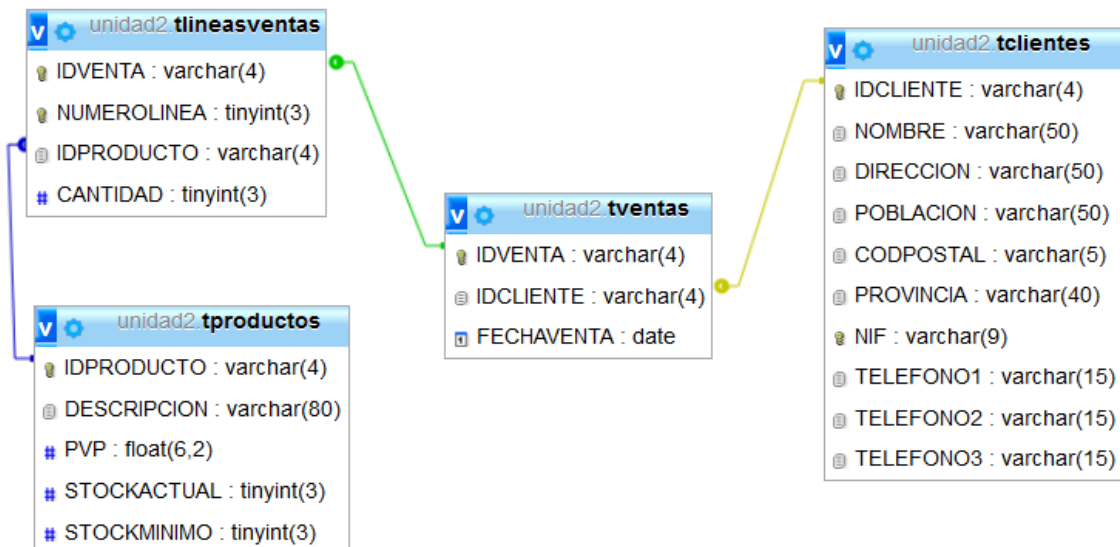 v unidad2.tlineasventas
IDVENTA : varchar(4)
NUMEROLINEA : tinyint(3)
IDPRODUCTO : varchar(4)
# CANTIDAD : tinyint(3)
v unidad2.tproductos
IDPRODUCTO : varchar(4)
DESCRIPCION : varchar(80)
# PVP : float(6,2)
# STOCKACTUAL : tinyint(3)
# STOCKMINIMO : tinyint(3)
v unidad2.tventas
IDVENTA : varchar(4)
IDCLIENTE : varchar(4)
FECHAVENTA : date
v unidad2.tclientes
IDCLIENTE : varchar(4)
NOMBRE : varchar(50)
DIRECCION : varchar(50)
POBLACION : varchar(50)
CODPOSTAL : varchar(5)
PROVINCIA : varchar(40)
NIF : varchar(9)
TELEFONO1 : varchar(15)
TELEFONO2 : varchar(15)
TELEFONO3 : varchar(15)